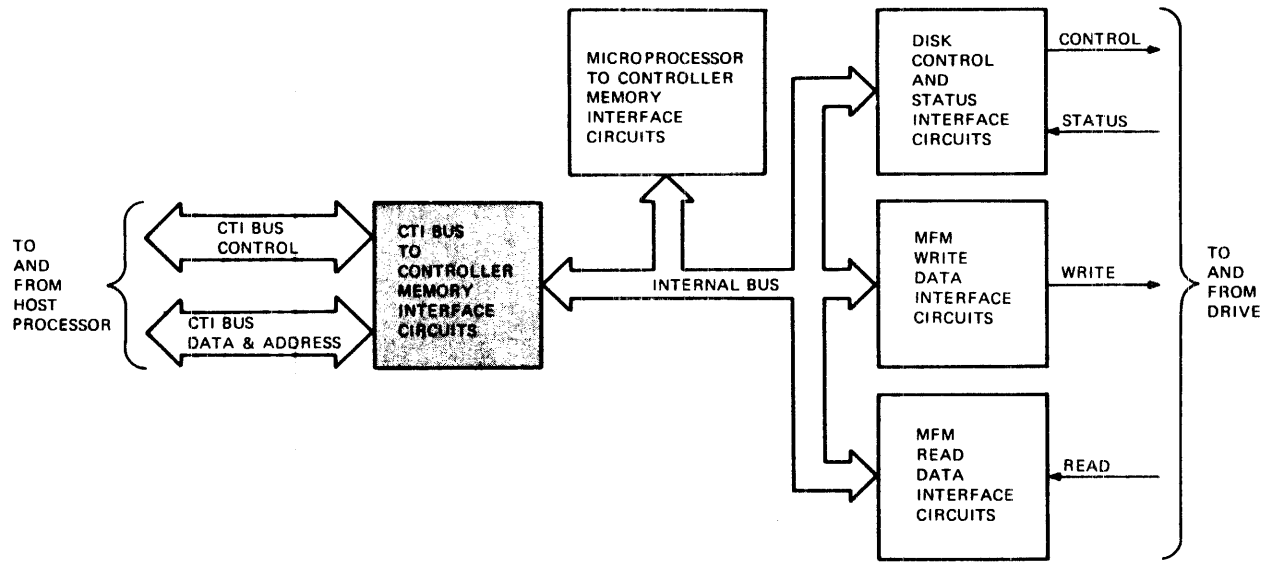 TO
AND
FROM
HOST
PROCESSOR
CTI BUS
CONTROL
CTI BUS
DATA & ADDRESS
CTI BUS
TO
CONTROLLER
MEMORY
INTERFACE
CIRCUITS
MICROPROCESSOR
TO CONTROLLER
MEMORY
INTERFACE
CIRCUITS
INTERNAL BUS
DISK
CONTROL
AND
STATUS
INTERFACE
CIRCUITS
CONTROL
STATUS
MFM
WRITE
DATA
INTERFACE
CIRCUITS
WRITE
MFM
READ
DATA
INTERFACE
CIRCUITS
READ
TO
AND
FROM
DRIVE